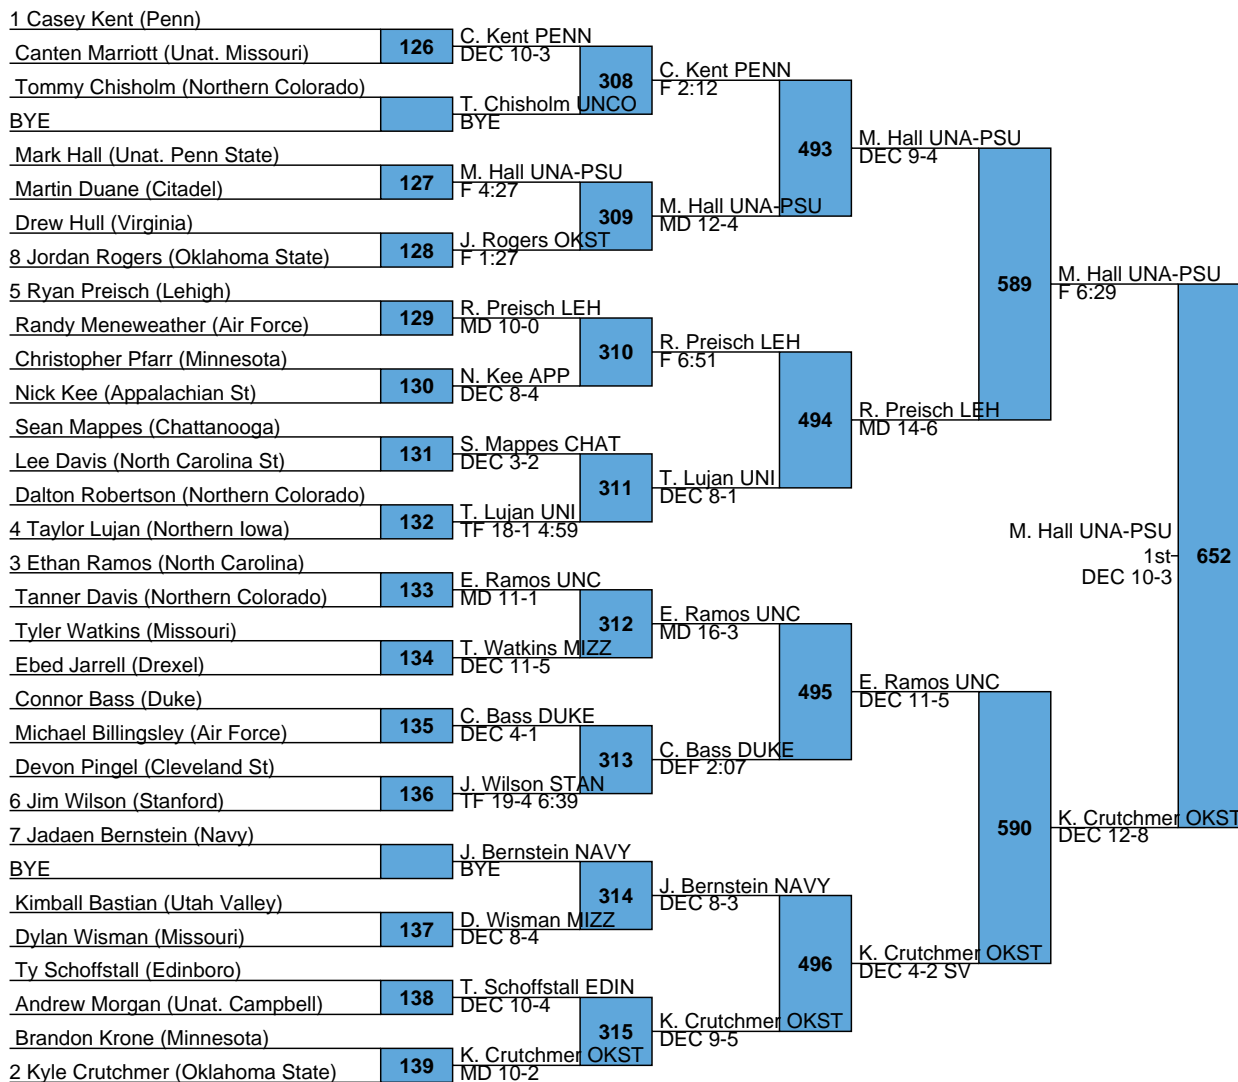 1 Casey Kent (Penn)
Canten Marriott (Unat. Missouri)
Tommy Chisholm (Northern Colorado)
BYE
Mark Hall (Unat. Penn State)
Martin Duane (Citadel)
Drew Hull (Virginia)
8 Jordan Rogers (Oklahoma State)
5 Ryan Preisch (Lehigh)
Randy Meneweather (Air Force)
Christopher Pfarr (Minnesota)
Nick Kee (Appalachian St)
Sean Mappes (Chattanooga)
Lee Davis (North Carolina St)
Dalton Robertson (Northern Colorado)
4 Taylor Lujan (Northern Iowa)
3 Ethan Ramos (North Carolina)
Tanner Davis (Northern Colorado)
Tyler Watkins (Missouri)
Ebed Jarrell (Drexel)
Connor Bass (Duke)
Michael Billingsley (Air Force)
Devon Pingel (Cleveland St)
6 Jim Wilson (Stanford)
7 Jadaen Bernstein (Navy)
BYE
Kimball Bastian (Utah Valley)
Dylan Wisman (Missouri)
Ty Schoffstall (Edinboro)
Andrew Morgan (Unat. Campbell)
Brandon Krone (Minnesota)
2 Kyle Crutchmer (Oklahoma State)
126
127
128
129
130
131
132
133
134
135
136
137
138
139
C. Kent PENN
DEC 10-3
T. Chisholm UNCO
BYE
M. Hall UNA-PSU
F 4:27
J. Rogers OKST
F 1:27
R. Preisch LEH
MD 10-0
N. Kee APP
DEC 8-4
S. Mappes CHAT
DEC 3-2
T. Lujan UNI
TF 18-1 4:59
E. Ramos UNC
MD 11-1
T. Watkins MIZZ
DEC 11-5
C. Bass DUKE
DEC 4-1
J. Wilson STAN
TF 19-4 6:39
J. Bernstein NAVY
BYE
D. Wisman MIZZ
DEC 8-4
T. Schoffstall EDIN
DEC 10-4
K. Crutchmer OKST
MD 10-2
308
309
310
311
312
313
314
315
C. Kent PENN
F 2:12
M. Hall UNA-PSU
MD 12-4
R. Preisch LEH
F 6:51
T. Lujan UNI
DEC 8-1
E. Ramos UNC
MD 16-3
C. Bass DUKE
DEF 2:07
J. Bernstein NAVY
DEC 8-3
K. Crutchmer OKST
DEC 9-5
493
494
495
496
M. Hall UNA-PSU
DEC 9-4
R. Preisch LEH
MD 14-6
E. Ramos UNC
DEC 11-5
K. Crutchmer OKST
DEC 4-2 SV
589
590
M. Hall UNA-PSU
F 6:29
K. Crutchmer OKST
DEC 12-8
652
M. Hall UNA-PSU
1st
DEC 10-3